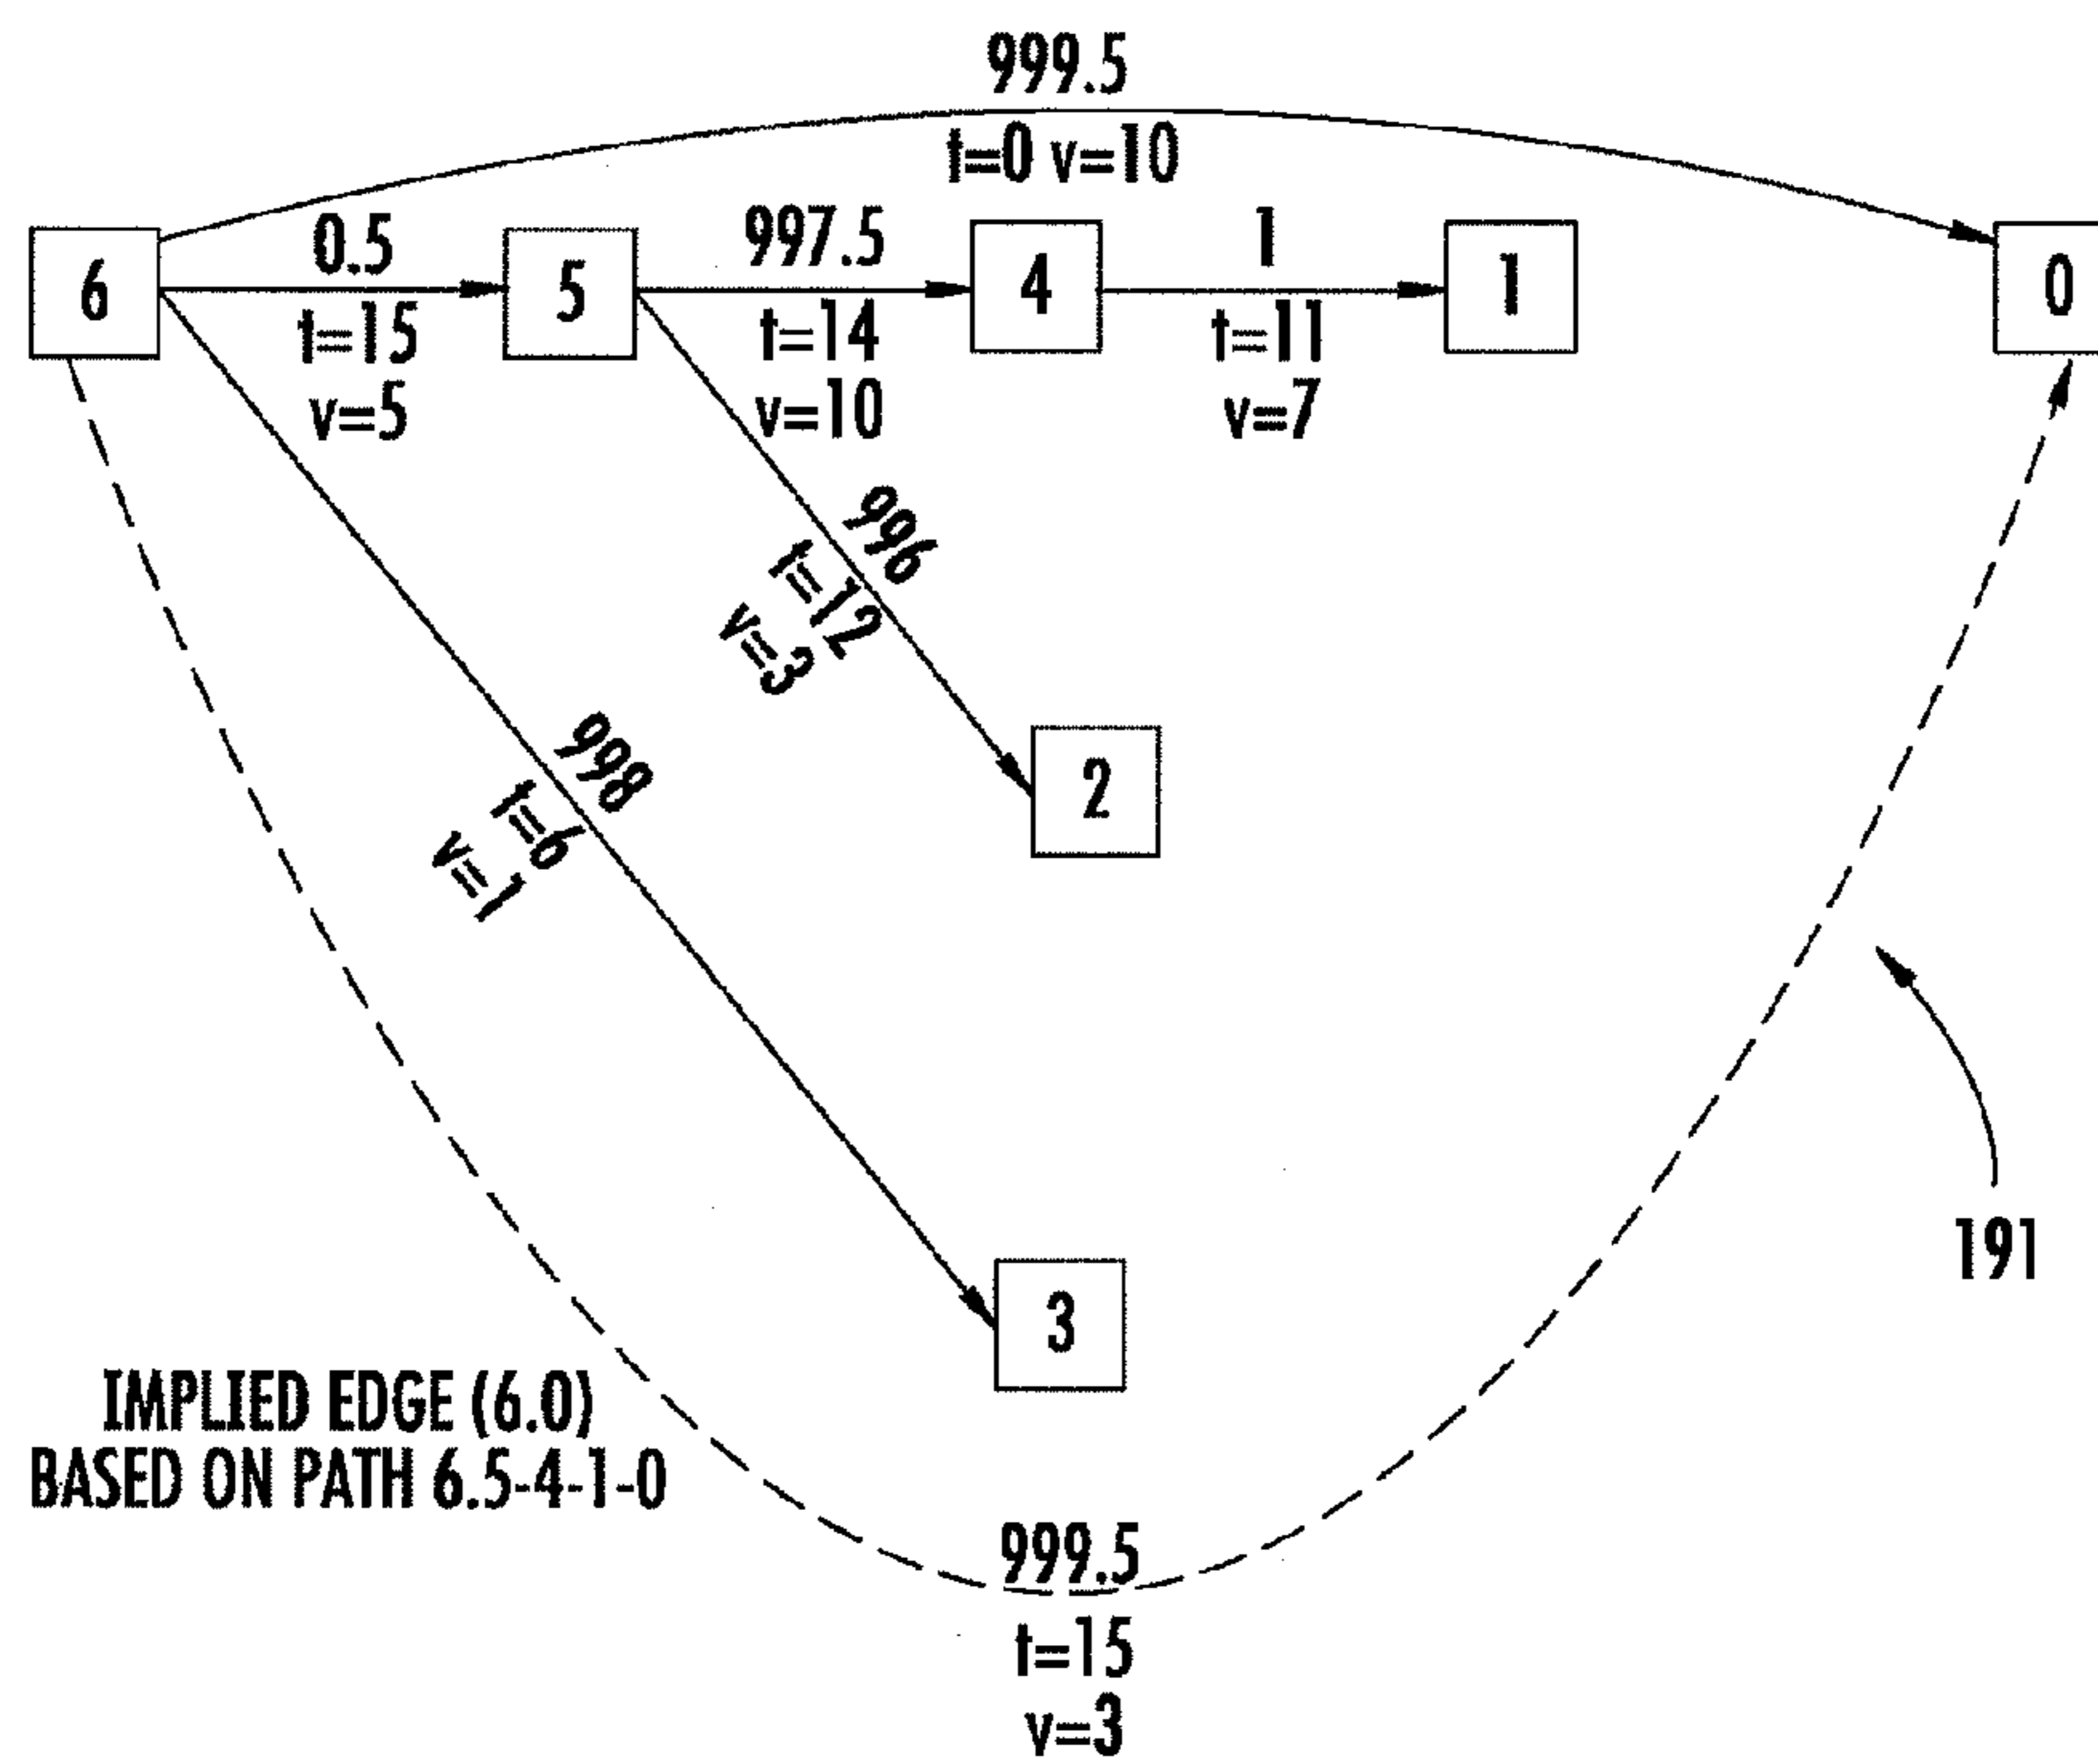 999.5
t=0 v=10
6
0.5
t=15
v=5
5
997.5
t=14
v=10
4
1
t=11
v=7
1
0
996
t=12
v=3
2
998
t=6
v=1
3
191
IMPLIED EDGE (6.0)
BASED ON PATH 6.5-4-1-0
999.5
t=15
v=3